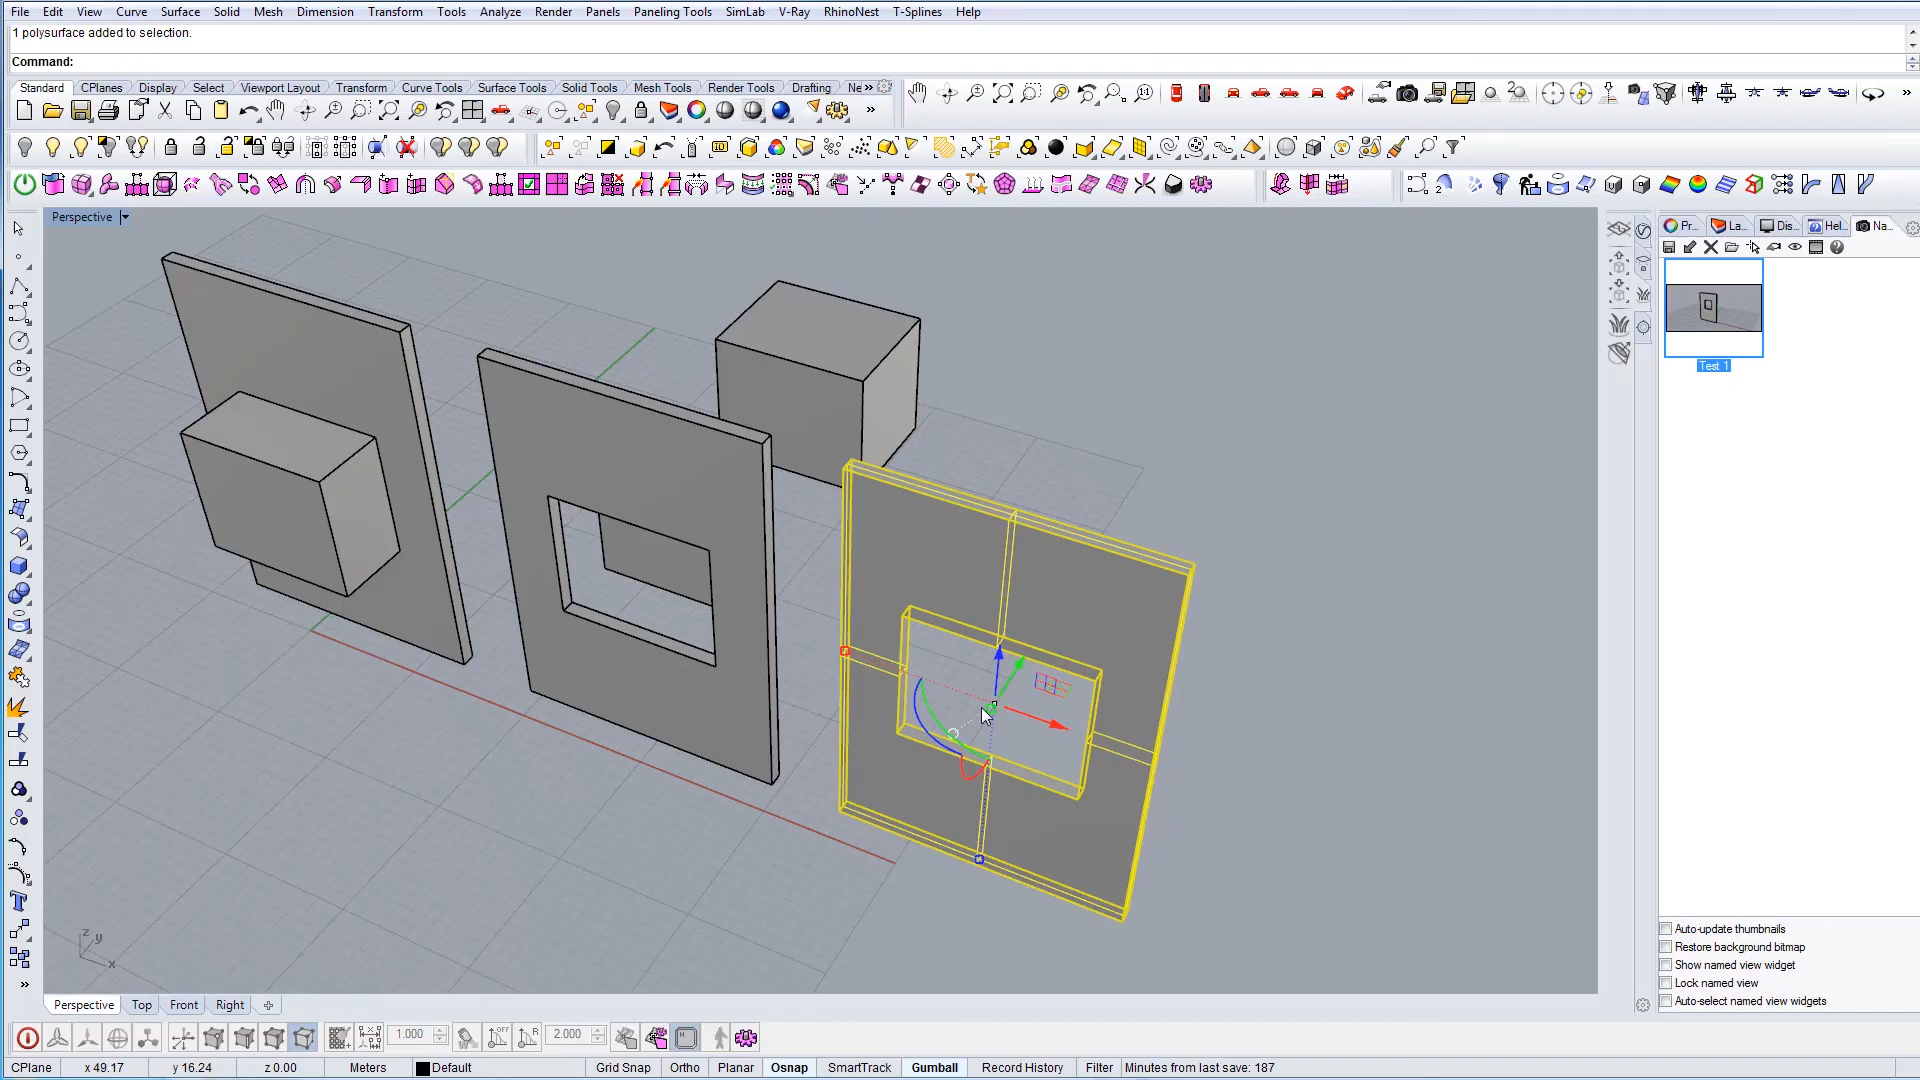 File Edit View Curve Surface Solid Mesh Dimension Transform Tools Analyze Render Panels Paneling Tools SimLab V-Ray RhinoNest T-Splines Help
1 polysurface added to selection.
Command:
Standard CPlanes Display Select Viewport Layout Transform Curve Tools Surface Tools Solid Tools Mesh Tools Render Tools Drafting Ne »
Perspective
Pr... La... Dis... Hel... Na...
Test 1
z
y
x
Auto-update thumbnails
Restore background bitmap
Show named view widget
Lock named view
Auto-select named view widgets
Perspective Top Front Right
1.000 2.000
CPlane x 49.17 y 16.24 z 0.00 Meters Default Grid Snap Ortho Planar Osnap SmartTrack Gumball Record History Filter Minutes from last save: 187